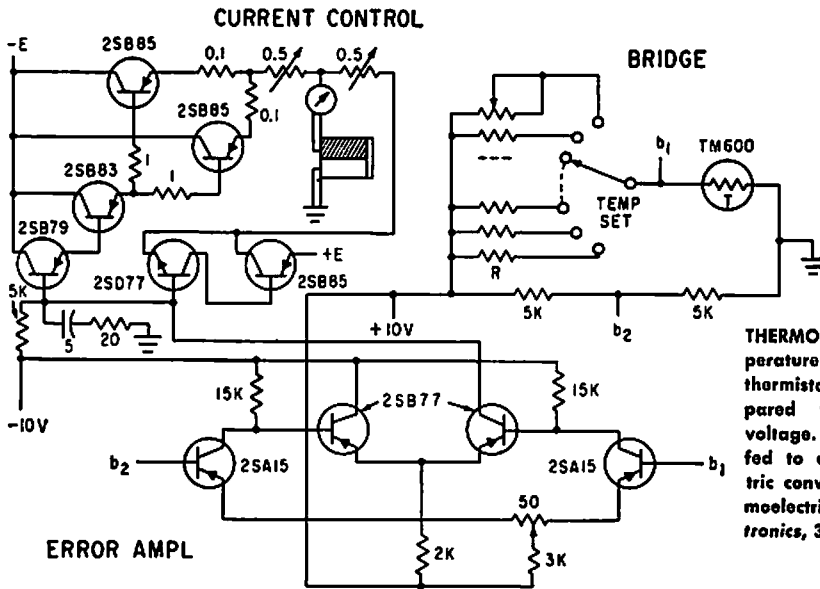 CURRENT CONTROL
-E
2SB85
0.1
0.5
0.5
BRIDGE
2SB85
0.1
b1
TM600
2SB83
1
1
T
TEMP
SET
2SB79
+E
2SD77
2SB85
R
5K
5
20
+10V
5K
b2
5K
-10V
15K
2SB77
15K
b2
2SA15
2SA15
b1
50
ERROR AMPL
2K
3K
THERMO
perature
thermista
pared
voltage.
fed to
tric conv
moelectri
tronics, 3